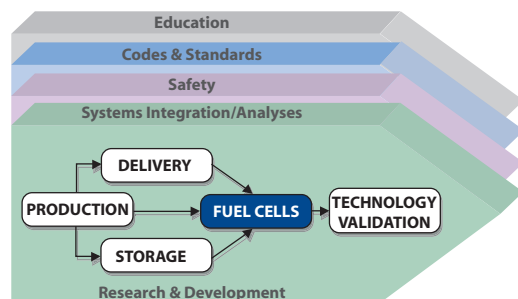 Education
Codes & Standards
Safety
Systems Integration/Analyses
DELIVERY
PRODUCTION
FUEL CELLS
TECHNOLOGY
VALIDATION
STORAGE
Research & Development